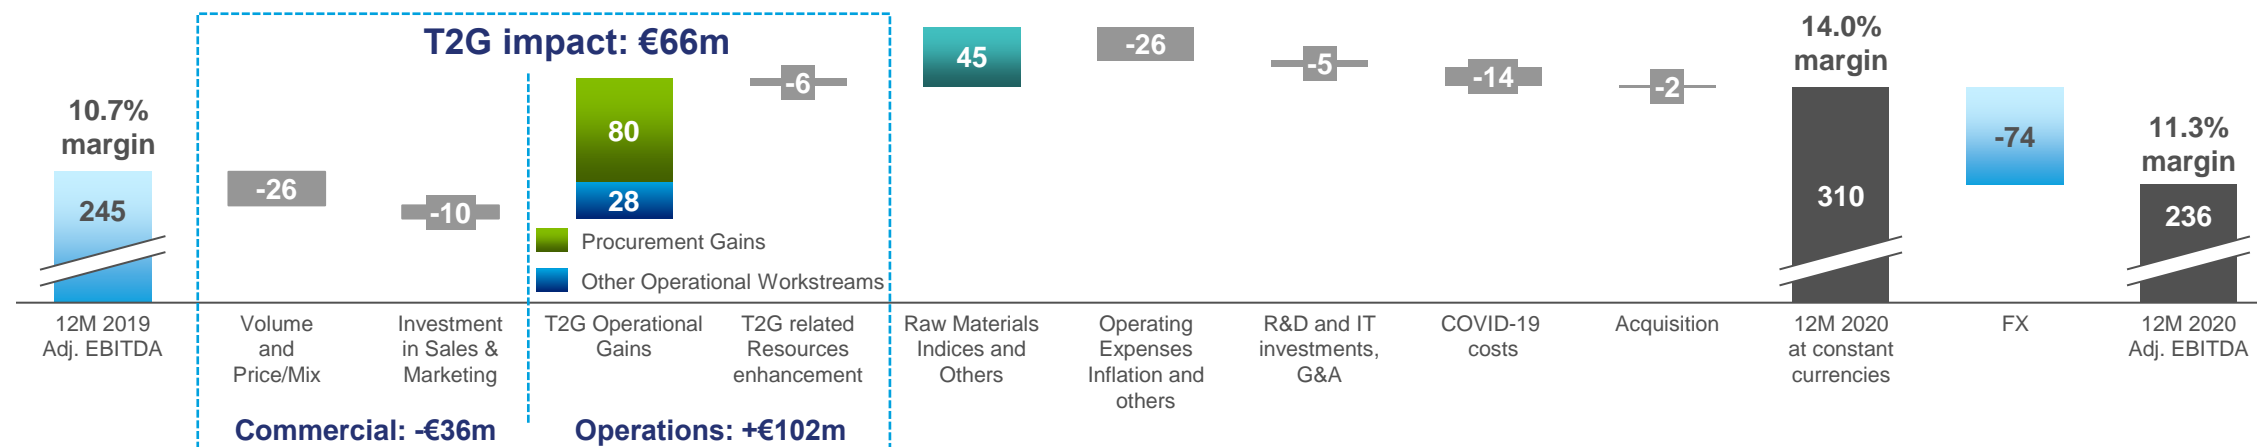 T2G impact: €66m
10.7%
margin
245
-26
-10
80
28
Procurement Gains
Other Operational Workstreams
-6
45
-26
-5
-14
-2
14.0%
margin
310
-74
11.3%
margin
236
12M 2019
Adj. EBITDA
Volume
and
Price/Mix
Investment
in Sales &
Marketing
T2G Operational
Gains
T2G related
Resources
enhancement
Raw Materials
Indices and
Others
Operating
Expenses
Inflation and
others
R&D and IT
investments,
G&A
COVID-19
costs
Acquisition
12M 2020
at constant
currencies
FX
12M 2020
Adj. EBITDA
Commercial: -€36m
Operations: +€102m